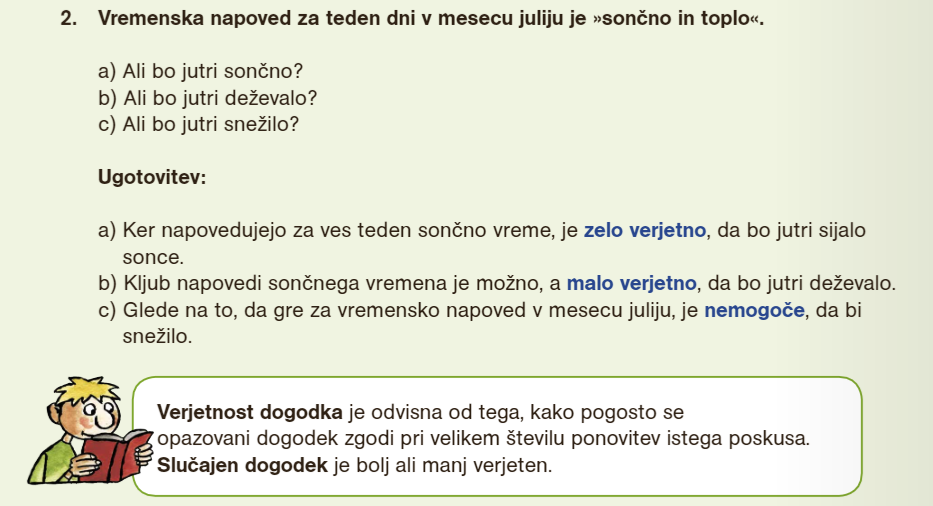 2. Vremenska napoved za teden dni v mesecu juliju je »sončno in toplo«.
a) Ali bo jutri sončno?
b) Ali bo jutri deževalo?
c) Ali bo jutri snežilo?
Ugotovitev:
a) Ker napovedujejo za ves teden sončno vreme, je zelo verjetno, da bo jutri sijalo
sonce.
b) Kljub napovedi sončnega vremena je možno, a malo verjetno, da bo jutri deževalo.
c) Glede na to, da gre za vremensko napoved v mesecu juliju, je nemogoče, da bi
snežilo.
Verjetnost dogodka je odvisna od tega, kako pogosto se
opazovani dogodek zgodi pri velikem številu ponovitev istega poskusa.
Slučajen dogodek je bolj ali manj verjeten.